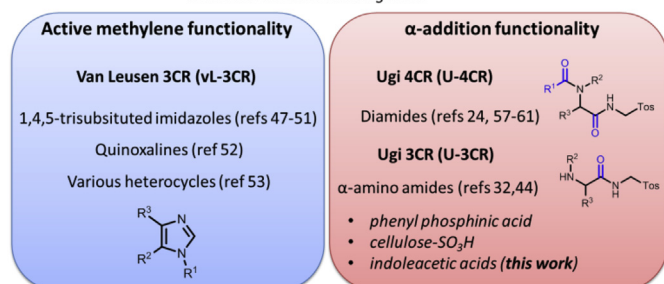 Active methylene functionality
Van Leusen 3CR (vL-3CR)
1,4,5-trisubsituted imidazoles (refs 47-51)
Quinoxalines (ref 52)
Various heterocycles (ref 53)
R³
N
R²
N
R¹
α-addition functionality
Ugi 4CR (U-4CR)
Diamides (refs 24, 57-61)
O
R¹
N
R²
R³
O
H
N
Tos
Ugi 3CR (U-3CR)
α-amino amides (refs 32,44)
R²
HN
R³
O
N
H
Tos
• phenyl phosphinic acid
• cellulose-SO₃H
• indoleacetic acids (this work)